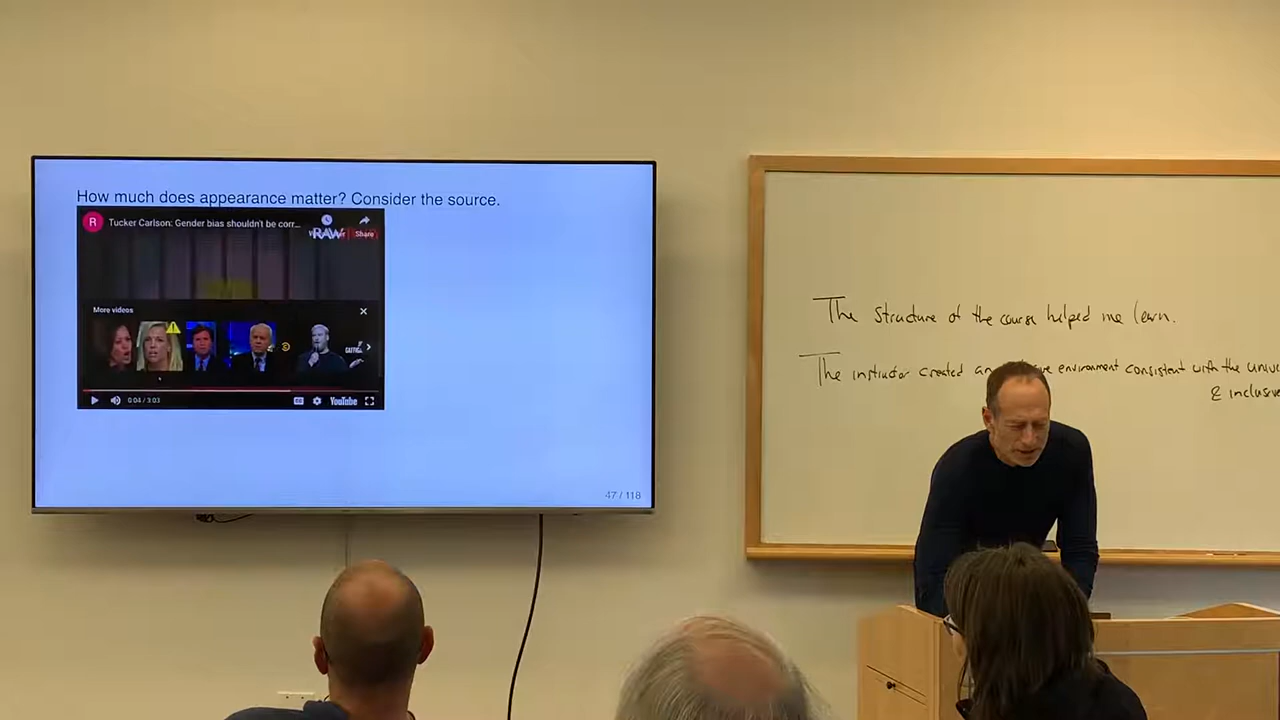 How much does appearance matter? Consider the source.
R
Tucker Carlson: Gender bias shouldn't be corr...
RAW
Share
More videos
0:04 / 3:03
CC
YouTube
47 / 118
The structure of the course helped me learn.
The instructor created an environment consistent with the
& inclusive